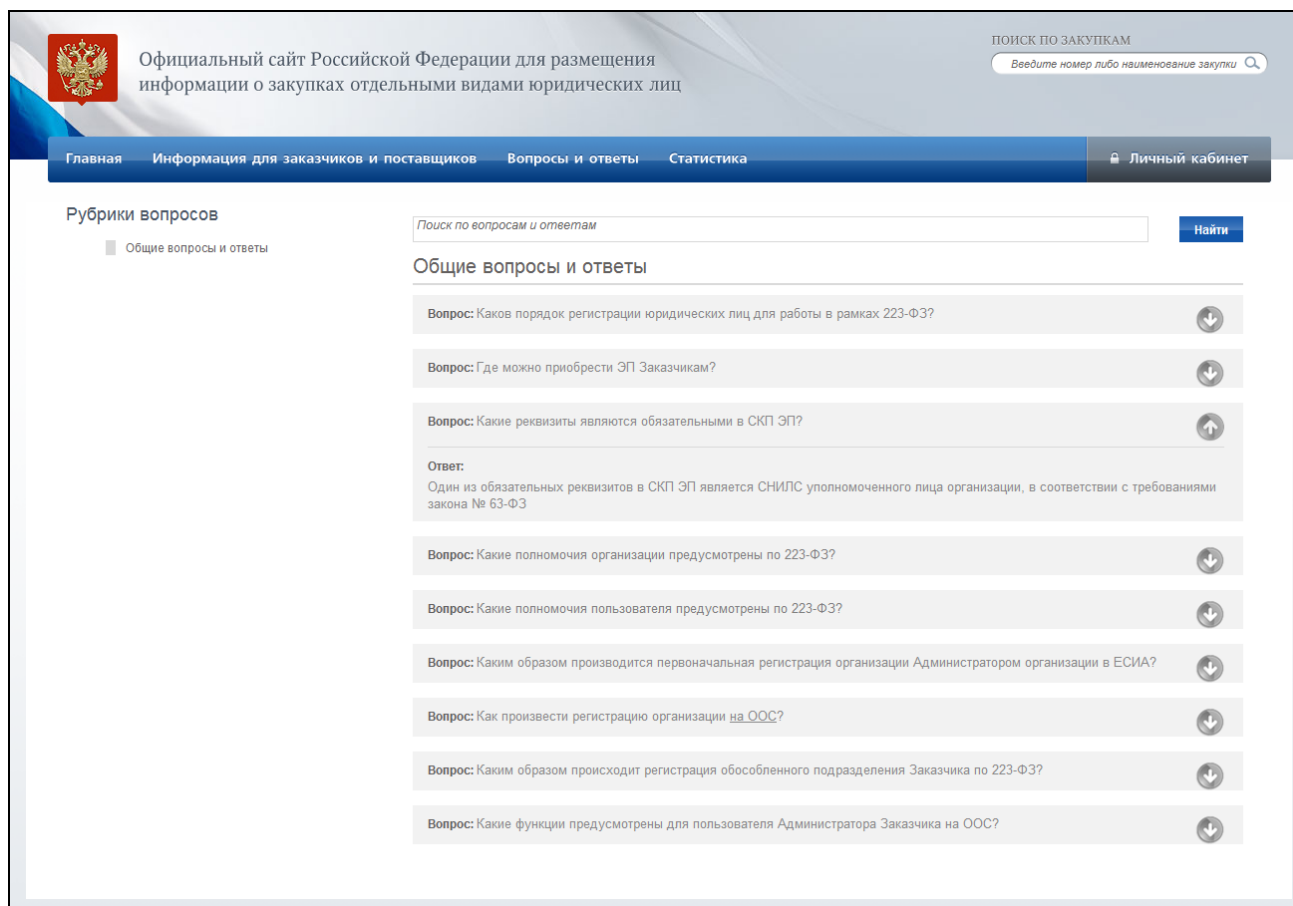 Официальный сайт Российской Федерации для размещения
информации о закупках отдельными видами юридических лиц
ПОИСК ПО ЗАКУПКАМ
Введите номер либо наименование закупки
Главная Информация для заказчиков и поставщиков Вопросы и ответы Статистика Личный кабинет
Рубрики вопросов
Общие вопросы и ответы
Поиск по вопросам и ответам
Найти
Общие вопросы и ответы
Вопрос: Каков порядок регистрации юридических лиц для работы в рамках 223-ФЗ?
Вопрос: Где можно приобрести ЭП Заказчикам?
Вопрос: Какие реквизиты являются обязательными в СКП ЭП?
Ответ:
Один из обязательных реквизитов в СКП ЭП является СНИЛС уполномоченного лица организации, в соответствии с требованиями
закона № 63-ФЗ
Вопрос: Какие полномочия организации предусмотрены по 223-ФЗ?
Вопрос: Какие полномочия пользователя предусмотрены по 223-ФЗ?
Вопрос: Каким образом производится первоначальная регистрация организации Администратором организации в ЕСИА?
Вопрос: Как произвести регистрацию организации на ООС?
Вопрос: Каким образом происходит регистрация обособленного подразделения Заказчика по 223-ФЗ?
Вопрос: Какие функции предусмотрены для пользователя Администратора Заказчика на ООС?